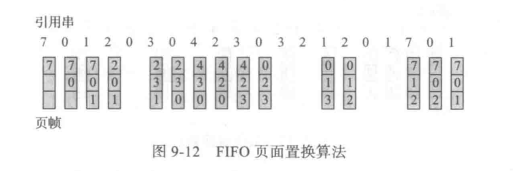 引用串
7 0 1 2 0 3 0 4 2 3 0 3 2 1 2 0 1 7 0 1
7 7 7 2 2 2 4 4 4 0 0 0 7 7 7
0 0 0 3 3 3 2 2 2 1 1 1 0 0
1 1 1 0 0 0 3 3 3 2 2 2 1
页帧
图 9-12 FIFO 页面置换算法